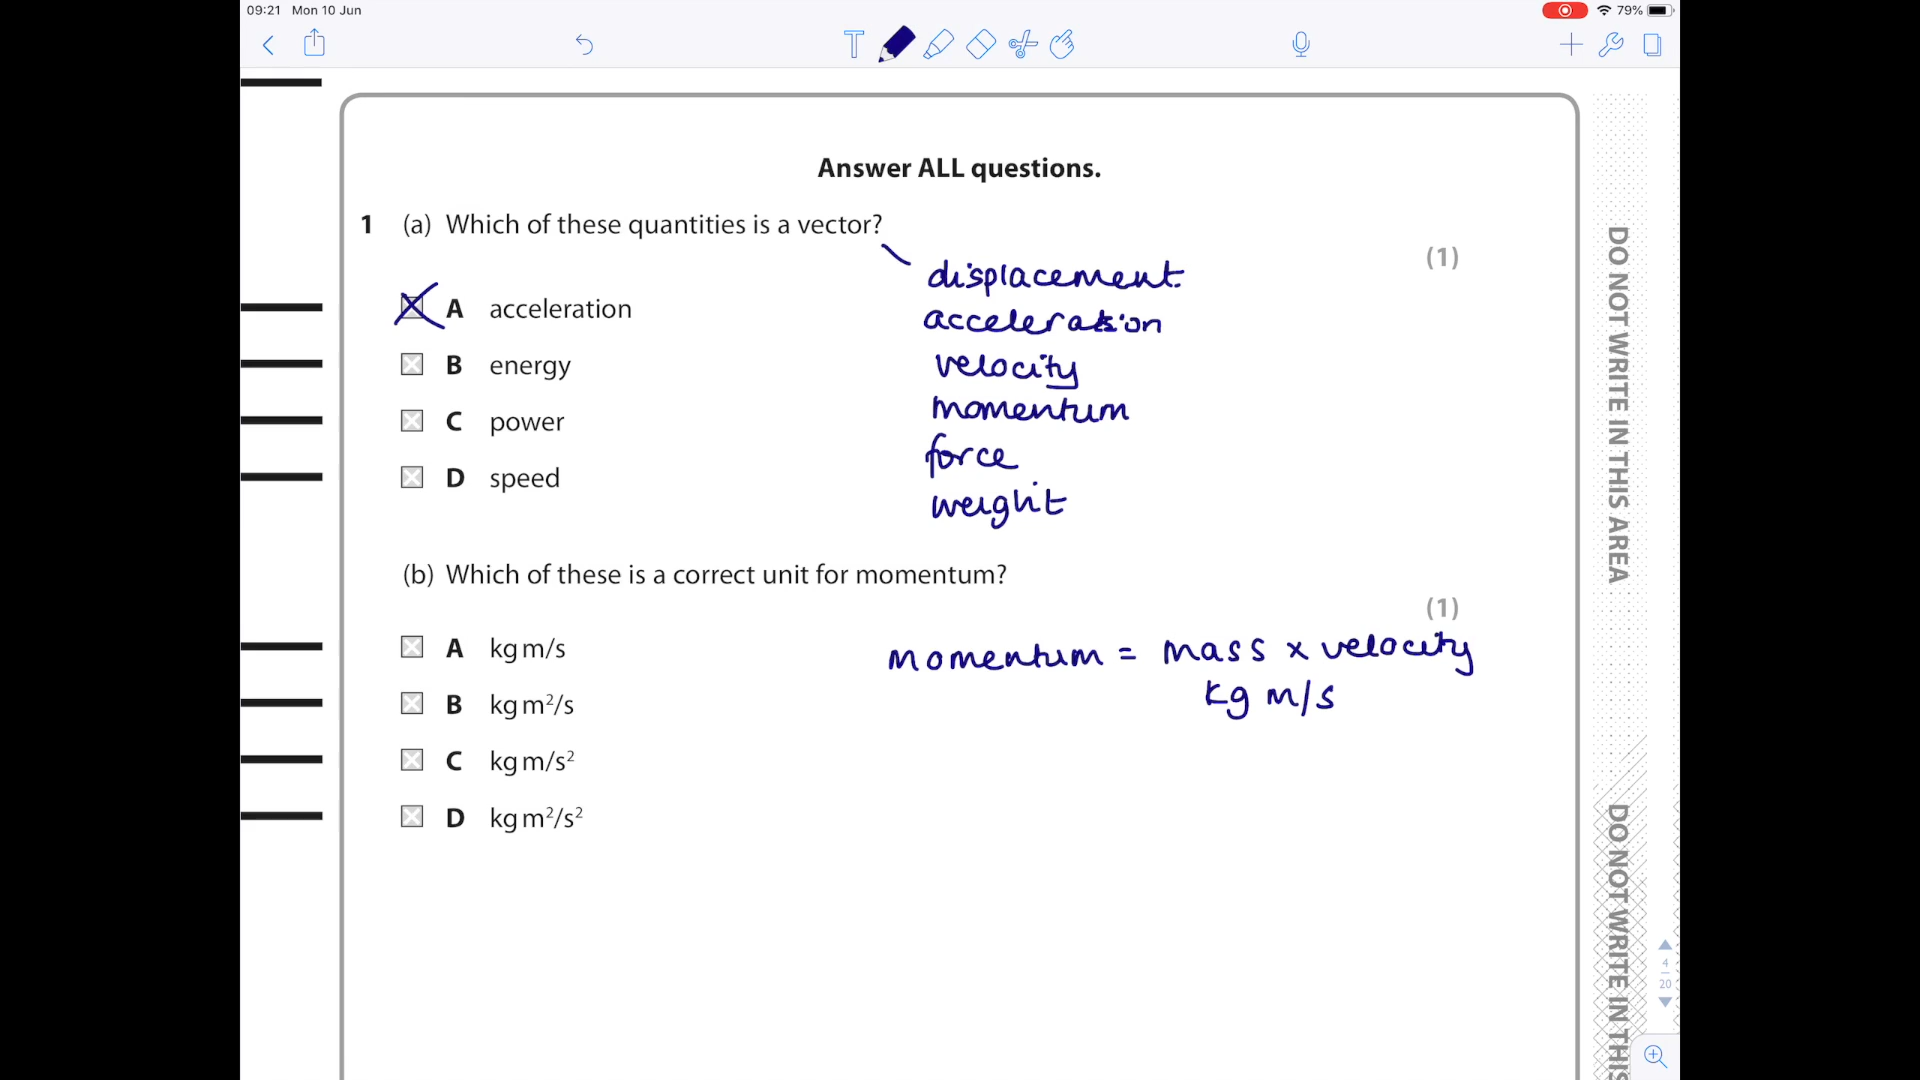 09:21 Mon 10 Jun
79%
Answer ALL questions.
1 (a) Which of these quantities is a vector?
(1)
displacement.
A acceleration
acceleration
B energy
velocity
momentum
C power
force
D speed
weight
(b) Which of these is a correct unit for momentum?
(1)
A kg m/s
momentum = mass x velocity
kg m/s
B kg m²/s
C kg m/s²
D kg m²/s²
DO NOT WRITE IN THIS AREA
DO NOT WRITE IN THIS
4
20
T